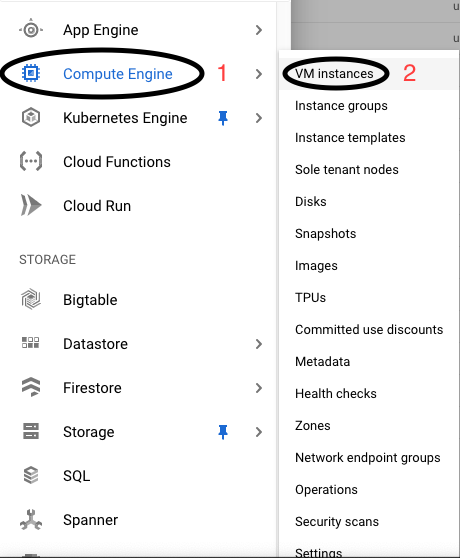 App Engine
Compute Engine 1
Kubernetes Engine
Cloud Functions
Cloud Run
STORAGE
Bigtable
Datastore
Firestore
Storage
SQL
Spanner
u
u
VM instances 2
Instance groups
Instance templates
Sole tenant nodes
Disks
Snapshots
Images
TPUs
Committed use discounts
Metadata
Health checks
Zones
Network endpoint groups
Operations
Security scans
Settings